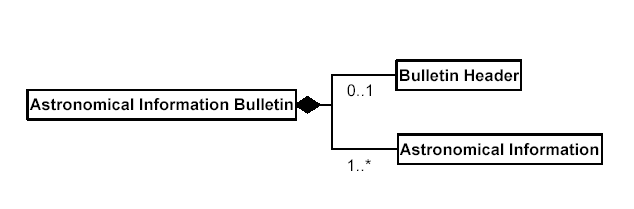 Bulletin Header
0..1
Astronomical Information Bulletin
Astronomical Information
1..*